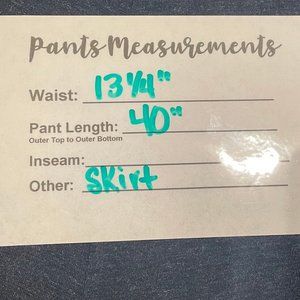 Pants Measurements
Waist: 13 1/4"
Pant Length: 40"
Outer Top to Outer Bottom
Inseam:
Other: Skirt